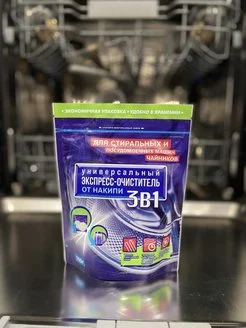 ЭКОНОМИЧНАЯ УПАКОВКА • УДОБНО В ХРАНЕНИИ
ДЛЯ СТИРАЛЬНЫХ И
ПОСУДОМОЕЧНЫХ МАШИН
ЧАЙНИКОВ
УНИВЕРСАЛЬНЫЙ
ЭКСПРЕСС-ОЧИСТИТЕЛЬ
ОТ НАКИПИ
3В1